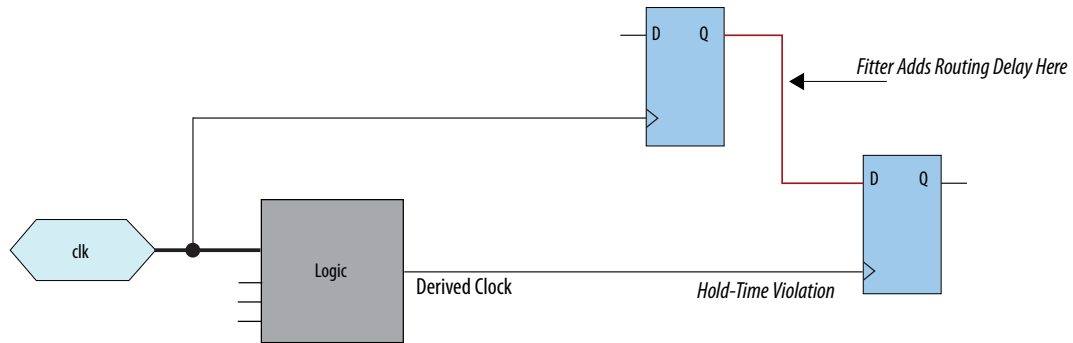 D Q
Fitter Adds Routing Delay Here
D Q
clk
Logic
Derived Clock
Hold-Time Violation